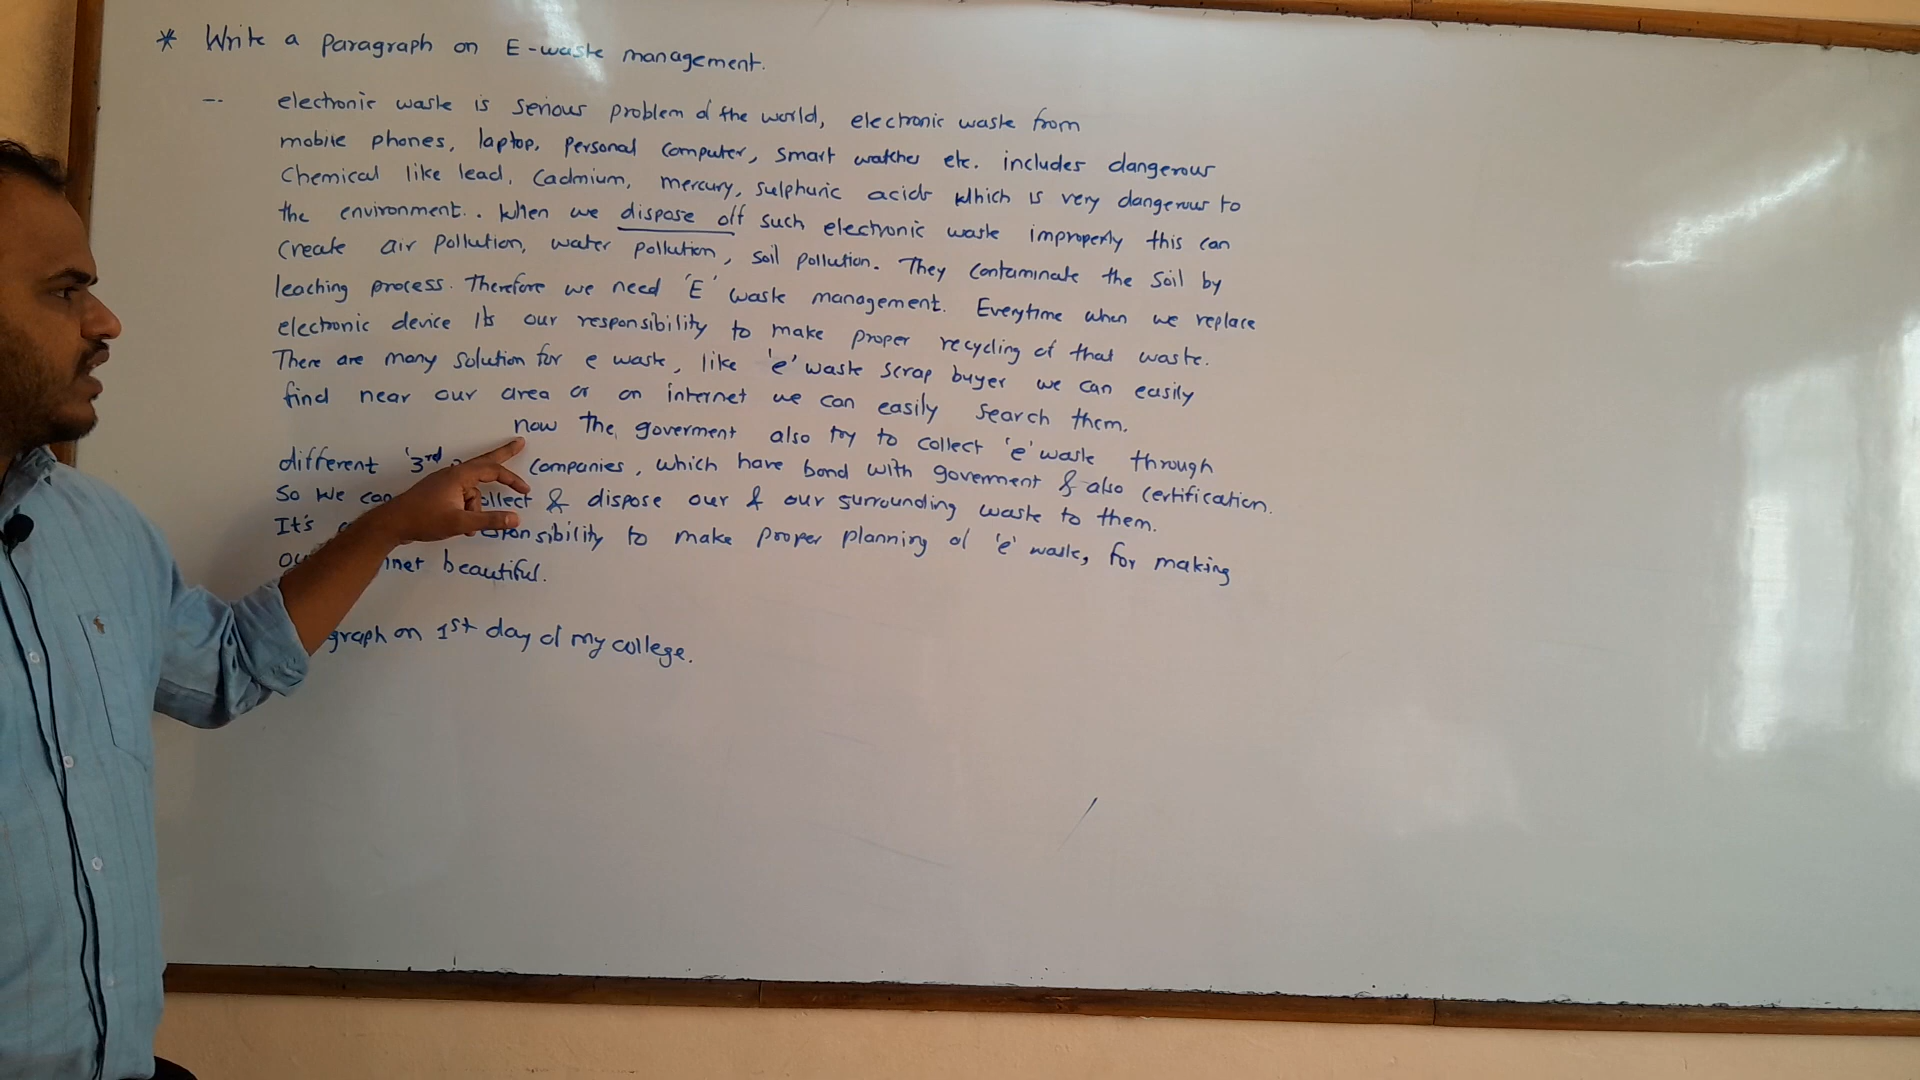 * Write a paragraph on E-waste management.
-. electronic waste is serious problem of the world, electronic waste from
mobile phones, laptop, personal computer, smart watches etc. includes dangerous
chemical like lead, cadmium, mercury, sulphuric acids which is very dangerous to
the environment.. When we dispose off such electronic waste improperly this can
create air pollution, water pollution, soil pollution. They contaminate the soil by
leaching process. Therefore we need 'E' waste management. Everytime when we replace
electronic device its our responsibility to make proper recycling of that waste.
There are many solution for e waste, like 'e' waste scrap buyer we can easily
find near our area or on internet we can easily search them.
now the goverment also try to collect 'e' waste through
different '3rd companies, which have bond with goverment & also certification.
So we can & dispose our & our surrounding waste to them.
It's to make proper planning of 'e' waste, for making
beautiful.
on 1st day of my college.